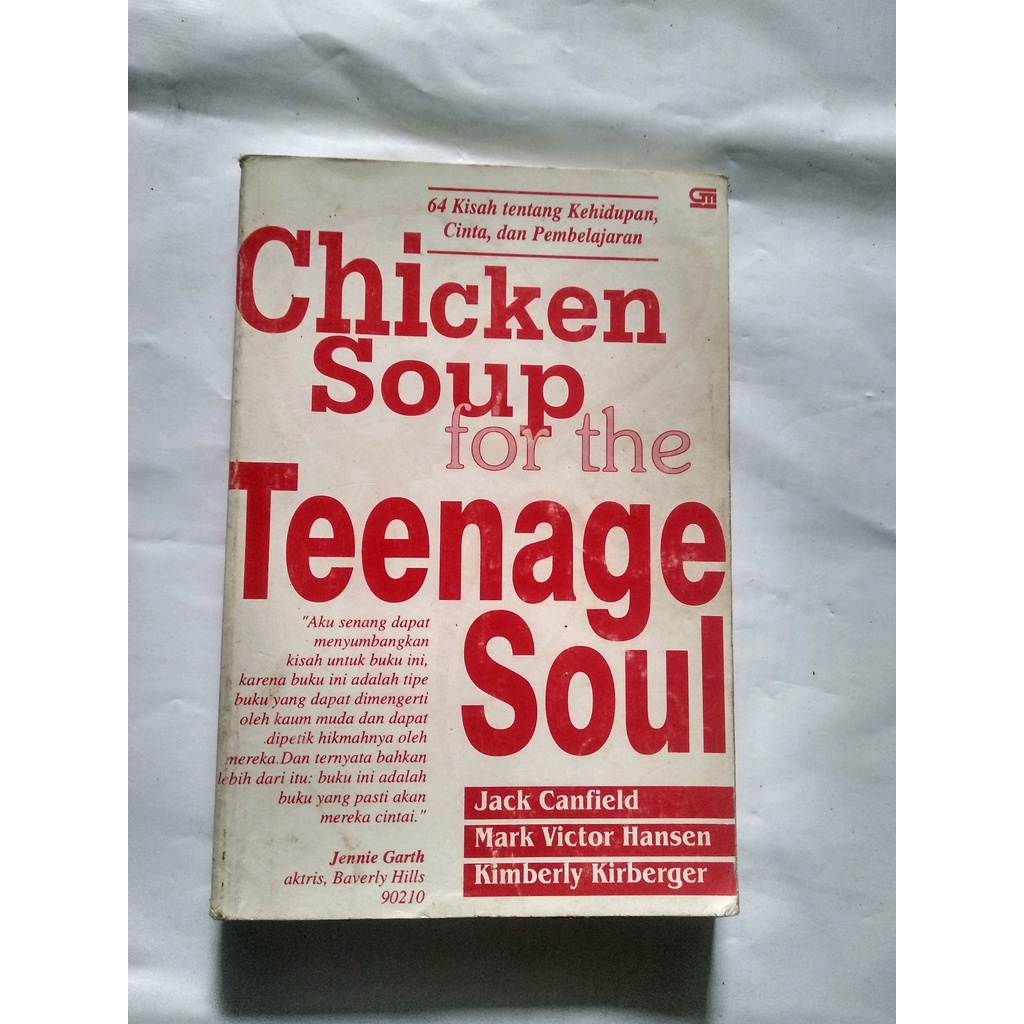 64 Kisah tentang Kehidupan,
Cinta, dan Pembelajaran
GM
Chicken
Soup
for the
Teenage
Soul
"Aku senang dapat
menyumbangkan
kisah untuk buku ini,
karena buku ini adalah tipe
buku yang dapat dimengerti
oleh kaum muda dan dapat
dipetik hikmahnya oleh
mereka.Dan ternyata bahkan
lebih dari itu: buku ini adalah
buku yang pasti akan
mereka cintai."
Jennie Garth
aktris, Baverly Hills
90210
Jack Canfield
Mark Victor Hansen
Kimberly Kirberger